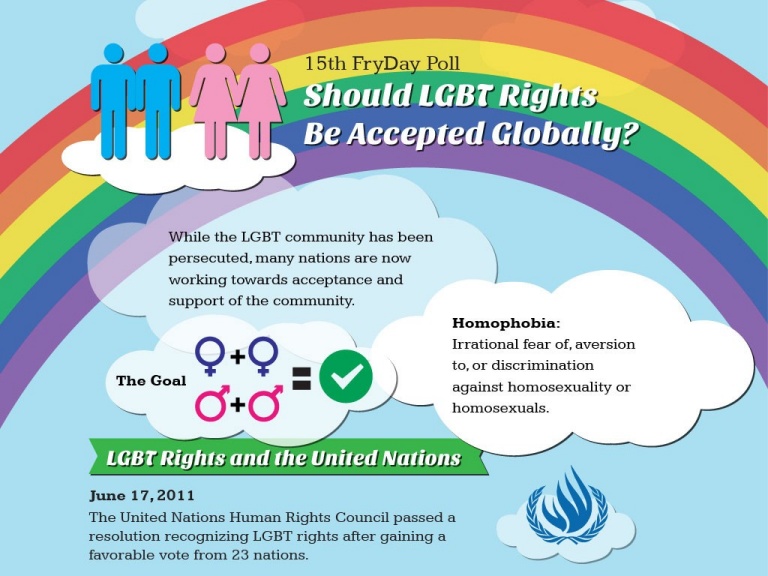 15th FryDay Poll
Should LGBT Rights
Be Accepted Globally?
While the LGBT community has been
persecuted, many nations are now
working towards acceptance and
support of the community.
Homophobia:
Irrational fear of, aversion
to, or discrimination
against homosexuality or
homosexuals.
The Goal
LGBT Rights and the United Nations
June 17, 2011
The United Nations Human Rights Council passed a
resolution recognizing LGBT rights after gaining a
favorable vote from 23 nations.